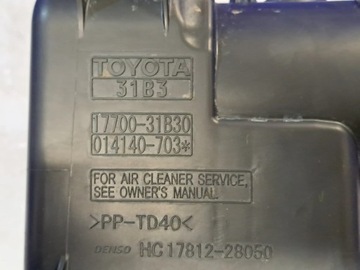 TOYOTA
31B3
17700-31B30
014140-703*
FOR AIR CLEANER SERVICE,
SEE OWNER'S MANUAL.
>PP-TD40<
DENSO HC 17812-28050